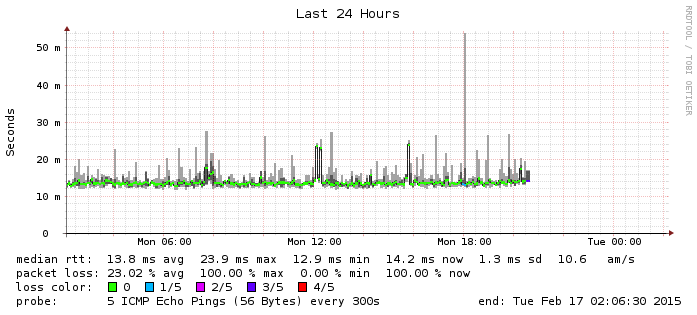 Last 24 Hours
RRDTOOL / TOBI OETIKER
Seconds
50 m
40 m
30 m
20 m
10 m
0
Mon 06:00 Mon 12:00 Mon 18:00 Tue 00:00
median rtt: 13.8 ms avg 23.9 ms max 12.9 ms min 14.2 ms now 1.3 ms sd 10.6 am/s
packet loss: 23.02 % avg 100.00 % max 0.00 % min 100.00 % now
loss color: 0 1/5 2/5 3/5 4/5
probe: 5 ICMP Echo Pings (56 Bytes) every 300s end: Tue Feb 17 02:06:30 2015